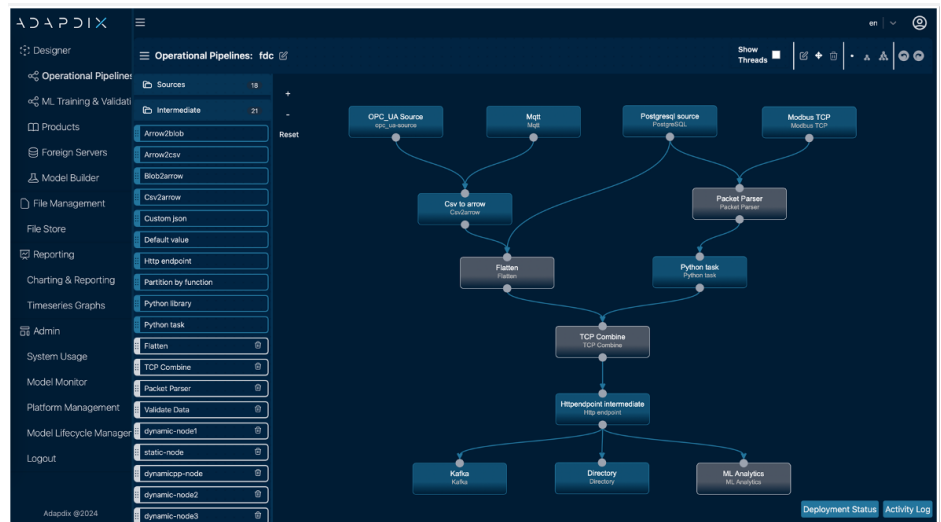 ADAPDIX
en
Designer
Operational Pipelines
ML Training & Validati
Products
Foreign Servers
Model Builder
File Management
File Store
Reporting
Charting & Reporting
Timeseries Graphs
Admin
System Usage
Model Monitor
Platform Management
Model Lifecycle Manager
Logout
Adapdix @2024
Operational Pipelines: fdc
Show
Threads
Sources 18
Intermediate 21
Arrow2blob
Arrow2csv
Blob2arrow
Csv2arrow
Custom json
Default value
Http endpoint
Partition by function
Python library
Python task
Flatten
TCP Combine
Packet Parser
Validate Data
dynamic-node1
static-node
dynamicpp-node
dynamic-node2
dynamic-node3
+
-
Reset
OPC_UA Source
opc_ua-source
Mqtt
Mqtt
Postgresql source
PostgreSQL
Modbus TCP
Modbus TCP
Csv to arrow
Csv2arrow
Packet Parser
Packet Parser
Flatten
Flatten
Python task
Python task
TCP Combine
TCP Combine
Httpendpoint intermediate
Http endpoint
Kafka
Kafka
Directory
Directory
ML Analytics
ML Analytics
Deployment Status
Activity Log